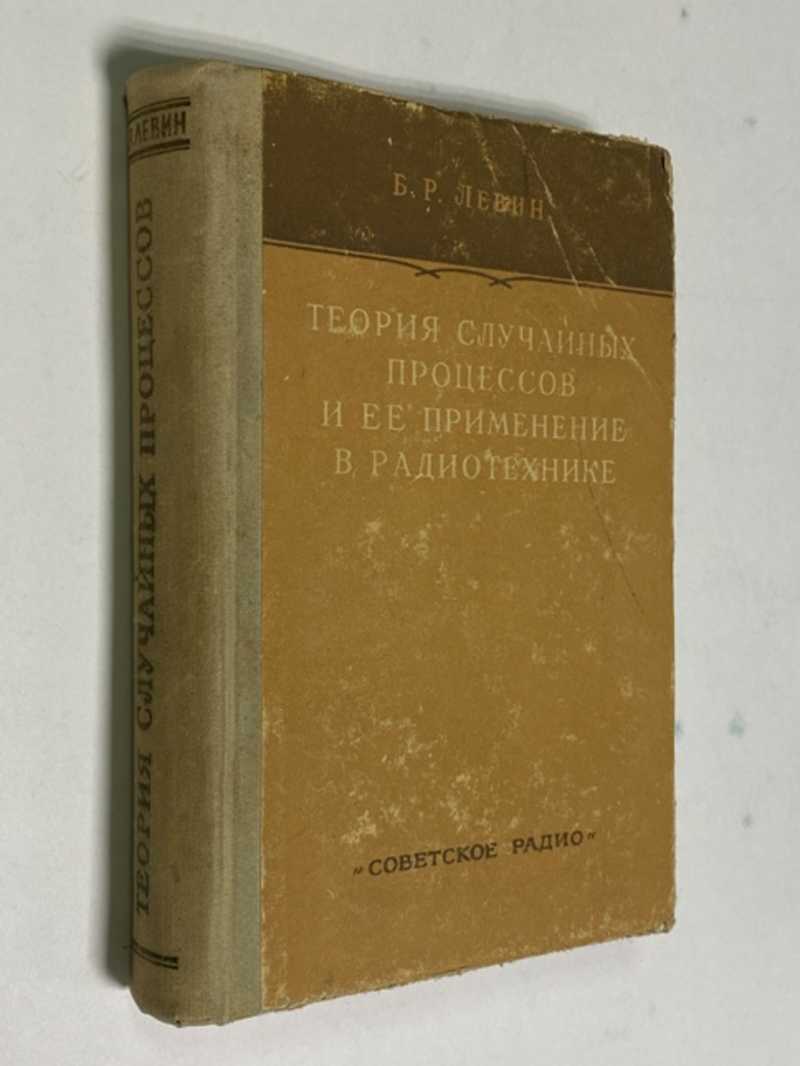 ЛЕВИН
ТЕОРИЯ СЛУЧАЙНЫХ ПРОЦЕССОВ
Б. Р. ЛЕВИН
ТЕОРИЯ СЛУЧАЙНЫХ
ПРОЦЕССОВ
И ЕЕ ПРИМЕНЕНИЕ
В РАДИОТЕХНИКЕ
„СОВЕТСКОЕ РАДИО"